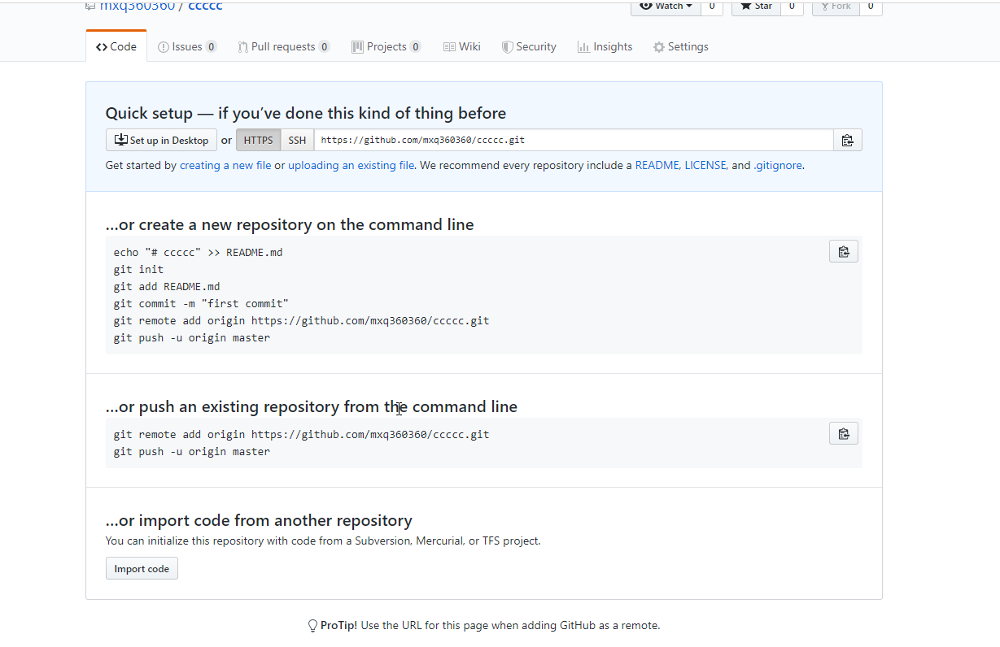 mxq360360 / ccccc
Watch 0 Star 0 Fork 0
Code Issues 0 Pull requests 0 Projects 0 Wiki Security Insights Settings
Quick setup — if you’ve done this kind of thing before
Set up in Desktop or HTTPS SSH https://github.com/mxq360360/ccccc.git
Get started by creating a new file or uploading an existing file. We recommend every repository include a README, LICENSE, and .gitignore.
…or create a new repository on the command line
echo "# ccccc" >> README.md
git init
git add README.md
git commit -m "first commit"
git remote add origin https://github.com/mxq360360/ccccc.git
git push -u origin master
…or push an existing repository from the command line
git remote add origin https://github.com/mxq360360/ccccc.git
git push -u origin master
…or import code from another repository
You can initialize this repository with code from a Subversion, Mercurial, or TFS project.
Import code
ProTip! Use the URL for this page when adding GitHub as a remote.